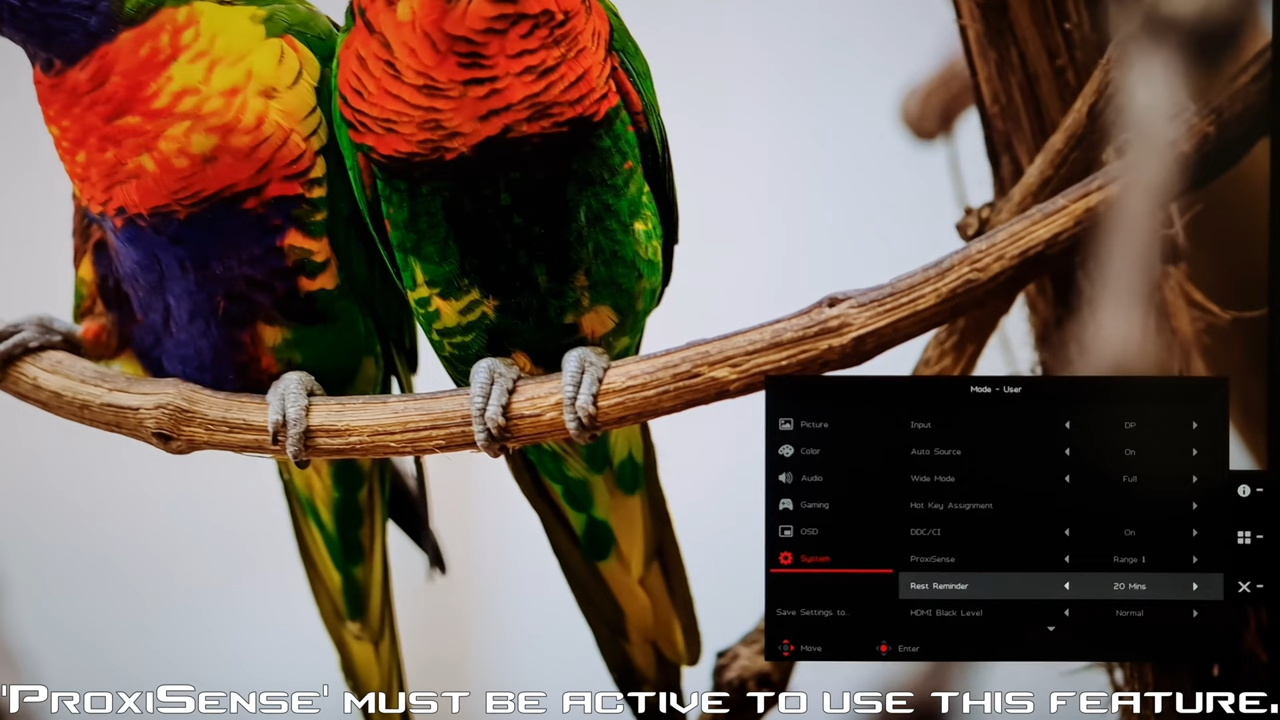 Mode - User
Picture
Input DP
Color
Auto Source On
Audio
Wide Mode Full
Gaming
Hot Key Assignment
OSD
DDC/CI On
System
ProxiSense Range 1
Rest Reminder 20 Mins
Save Settings to..
HDMI Black Level Normal
Move Enter
'ProxiSense' must be active to use this feature.